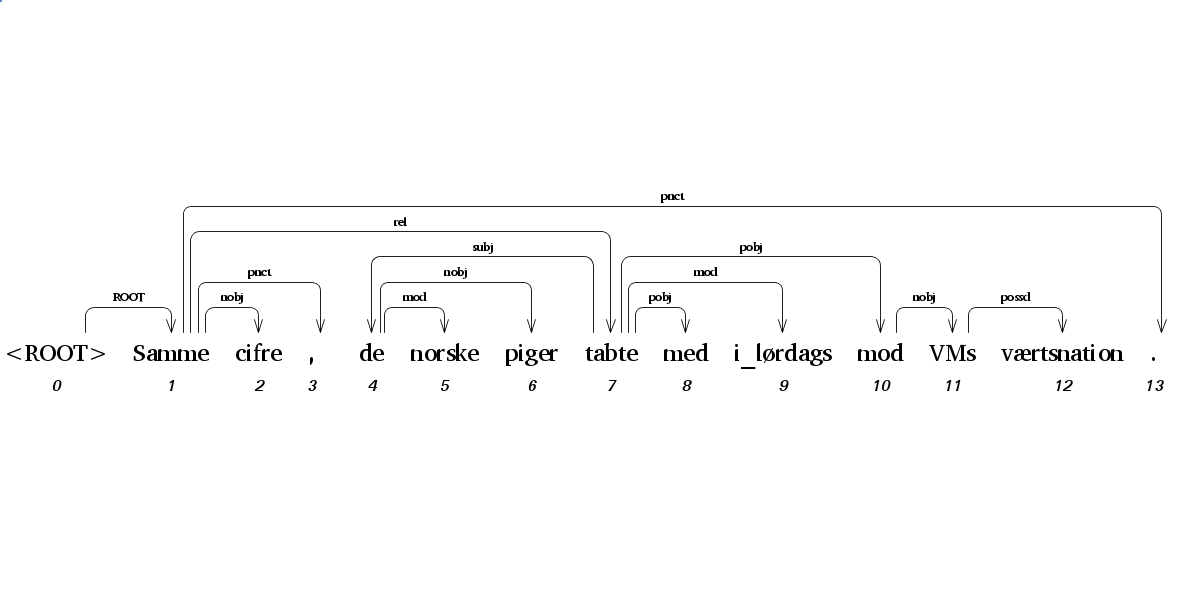 pnct
rel
subj pobj
pnct nobj mod
ROOT nobj mod pobj nobj possd
<ROOT> Samme cifre , de norske piger tabte med i_lørdags mod VMs værtsnation .
0 1 2 3 4 5 6 7 8 9 10 11 12 13